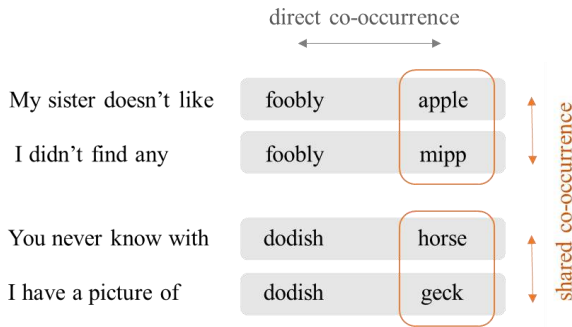 direct co-occurrence
My sister doesn't like foobly apple
I didn't find any foobly mipp
You never know with dodish horse
I have a picture of dodish geck
shared co-occurrence